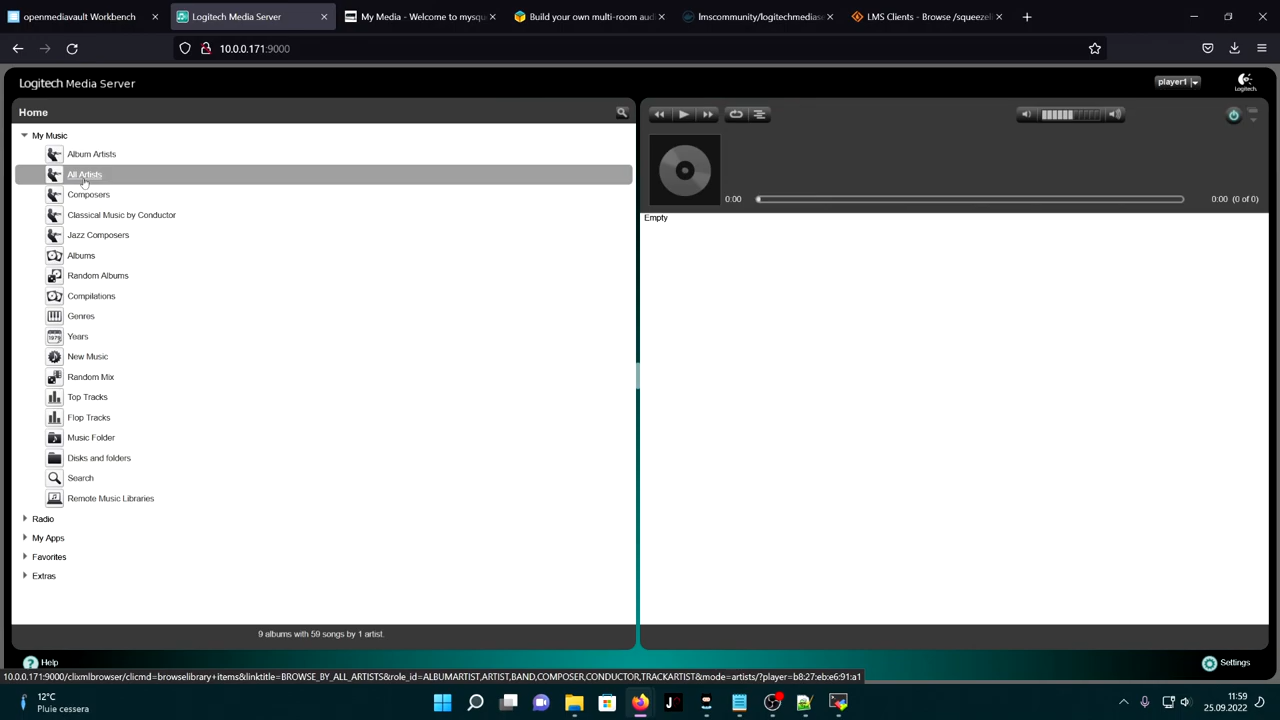 openmediavault Workbench
Logitech Media Server
My Media - Welcome to mysqu
Build your own multi-room audi
lmscommunity/logitechmediase
LMS Clients - Browse /squeezeli
10.0.0.171:9000
Logitech Media Server
player1
logitech
Home
My Music
Album Artists
All Artists
Composers
Classical Music by Conductor
Jazz Composers
Albums
Random Albums
Compilations
Genres
1979
Years
New Music
Random Mix
Top Tracks
Flop Tracks
Music Folder
Disks and folders
Search
Remote Music Libraries
Radio
My Apps
Favorites
Extras
9 albums with 59 songs by 1 artist.
0:00
0:00 (0 of 0)
Empty
Help
Settings
10.0.0.171:9000/clixmlbrowser/clicmd=browselibrary+items&linktitle=BROWSE_BY_ALL_ARTISTS&role_id=ALBUMARTIST,ARTIST,BAND,COMPOSER,CONDUCTOR,TRACKARTIST&mode=artists/?player=b8:27:eb:e6:91:a1
12°C
Pluie cessera
11:59
25.09.2022